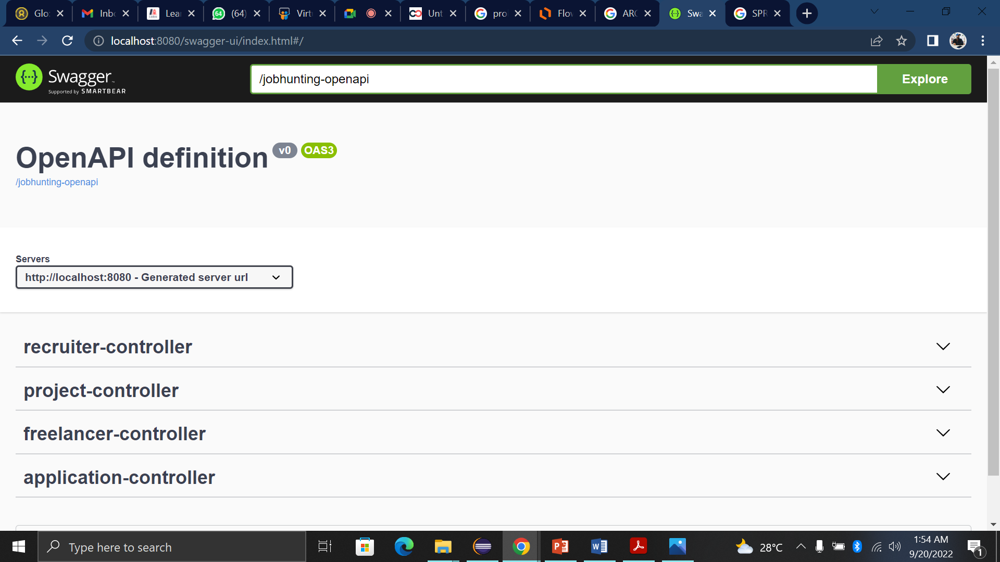 Glo
Inb
Lear
(64)
Virt
Unt
pro
Flo
ARC
Swa
SPR
localhost:8080/swagger-ui/index.html#/
Swagger
Supported by SMARTBEAR
/jobhunting-openapi
Explore
OpenAPI definition v0 OAS3
/jobhunting-openapi
Servers
http://localhost:8080 - Generated server url
recruiter-controller
project-controller
freelancer-controller
application-controller
Type here to search
28°C
1:54 AM
9/20/2022
1